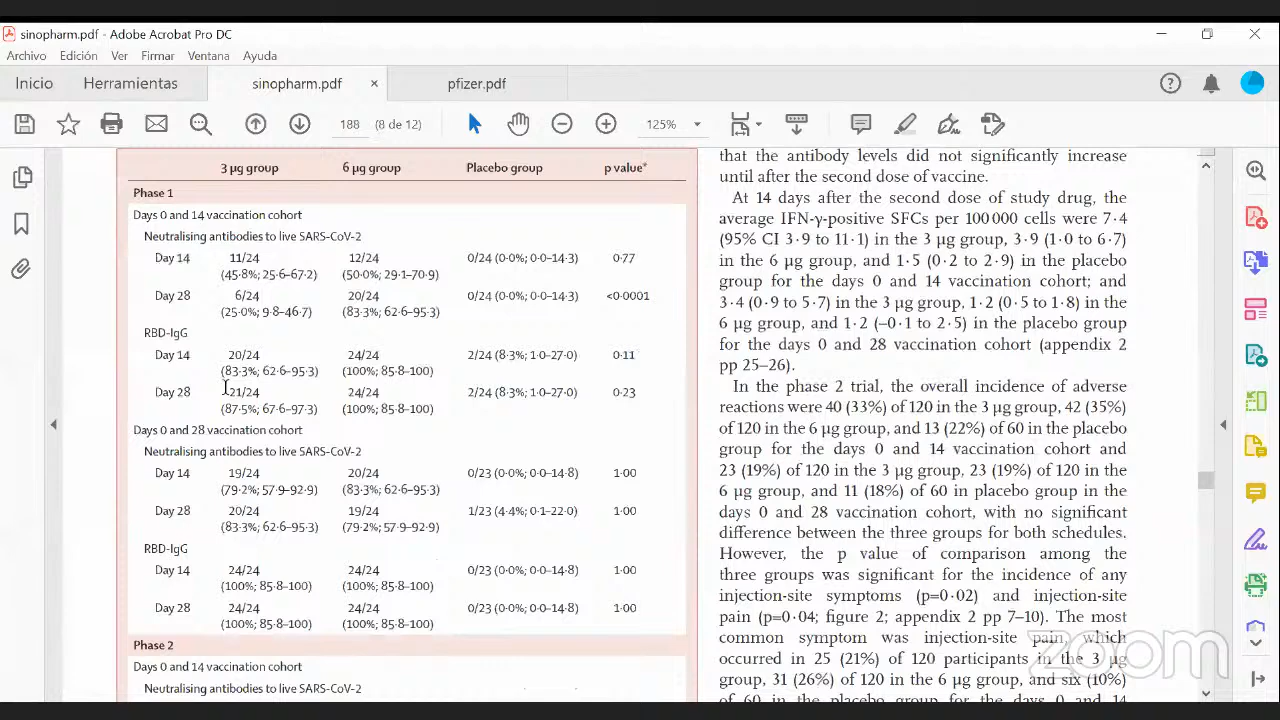 sinopharm.pdf - Adobe Acrobat Pro DC
Archivo Edición Ver Firmar Ventana Ayuda
Inicio Herramientas sinopharm.pdf × pfizer.pdf
188 (8 de 12) 125%
3 µg group 6 µg group Placebo group p value*
Phase 1
Days 0 and 14 vaccination cohort
Neutralising antibodies to live SARS-CoV-2
Day 14 11/24 12/24 0/24 (0·0%; 0·0–14·3) 0·77
(45·8%; 25·6–67·2) (50·0%; 29·1–70·9)
Day 28 6/24 20/24 0/24 (0·0%; 0·0–14·3) <0·0001
(25·0%; 9·8–46·7) (83·3%; 62·6–95·3)
RBD-IgG
Day 14 20/24 24/24 2/24 (8·3%; 1·0–27·0) 0·11
(83·3%; 62·6–95·3) (100%; 85·8–100)
Day 28 21/24 24/24 2/24 (8·3%; 1·0–27·0) 0·23
(87·5%; 67·6–97·3) (100%; 85·8–100)
Days 0 and 28 vaccination cohort
Neutralising antibodies to live SARS-CoV-2
Day 14 19/24 20/24 0/23 (0·0%; 0·0–14·8) 1·00
(79·2%; 57·9–92·9) (83·3%; 62·6–95·3)
Day 28 20/24 19/24 1/23 (4·4%; 0·1–22·0) 1·00
(83·3%; 62·6–95·3) (79·2%; 57·9–92·9)
RBD-IgG
Day 14 24/24 24/24 0/23 (0·0%; 0·0–14·8) 1·00
(100%; 85·8–100) (100%; 85·8–100)
Day 28 24/24 24/24 0/23 (0·0%; 0·0–14·8) 1·00
(100%; 85·8–100) (100%; 85·8–100)
Phase 2
Days 0 and 14 vaccination cohort
Neutralising antibodies to live SARS-CoV-2
that the antibody levels did not significantly increase
until after the second dose of vaccine.
At 14 days after the second dose of study drug, the
average IFN-γ-positive SFCs per 100 000 cells were 7·4
(95% CI 3·9 to 11·1) in the 3 µg group, 3·9 (1·0 to 6·7)
in the 6 µg group, and 1·5 (0·2 to 2·9) in the placebo
group for the days 0 and 14 vaccination cohort; and
3·4 (0·9 to 5·7) in the 3 µg group, 1·2 (0·5 to 1·8) in the
6 µg group, and 1·2 (–0·1 to 2·5) in the placebo group
for the days 0 and 28 vaccination cohort (appendix 2
pp 25–26).
In the phase 2 trial, the overall incidence of adverse
reactions were 40 (33%) of 120 in the 3 µg group, 42 (35%)
of 120 in the 6 µg group, and 13 (22%) of 60 in the placebo
group for the days 0 and 14 vaccination cohort and
23 (19%) of 120 in the 3 µg group, 23 (19%) of 120 in the
6 µg group, and 11 (18%) of 60 in placebo group in the
days 0 and 28 vaccination cohort, with no significant
difference between the three groups for both schedules.
However, the p value of comparison among the
three groups was significant for the incidence of any
injection-site symptoms (p=0·02) and injection-site
pain (p=0·04; figure 2; appendix 2 pp 7–10). The most
common symptom was injection-site pain, which
occurred in 25 (21%) of 120 participants in the 3 µg
group, 31 (26%) of 120 in the 6 µg group, and six (10%)
of 60 in the placebo group for the days 0 and 14
zoom